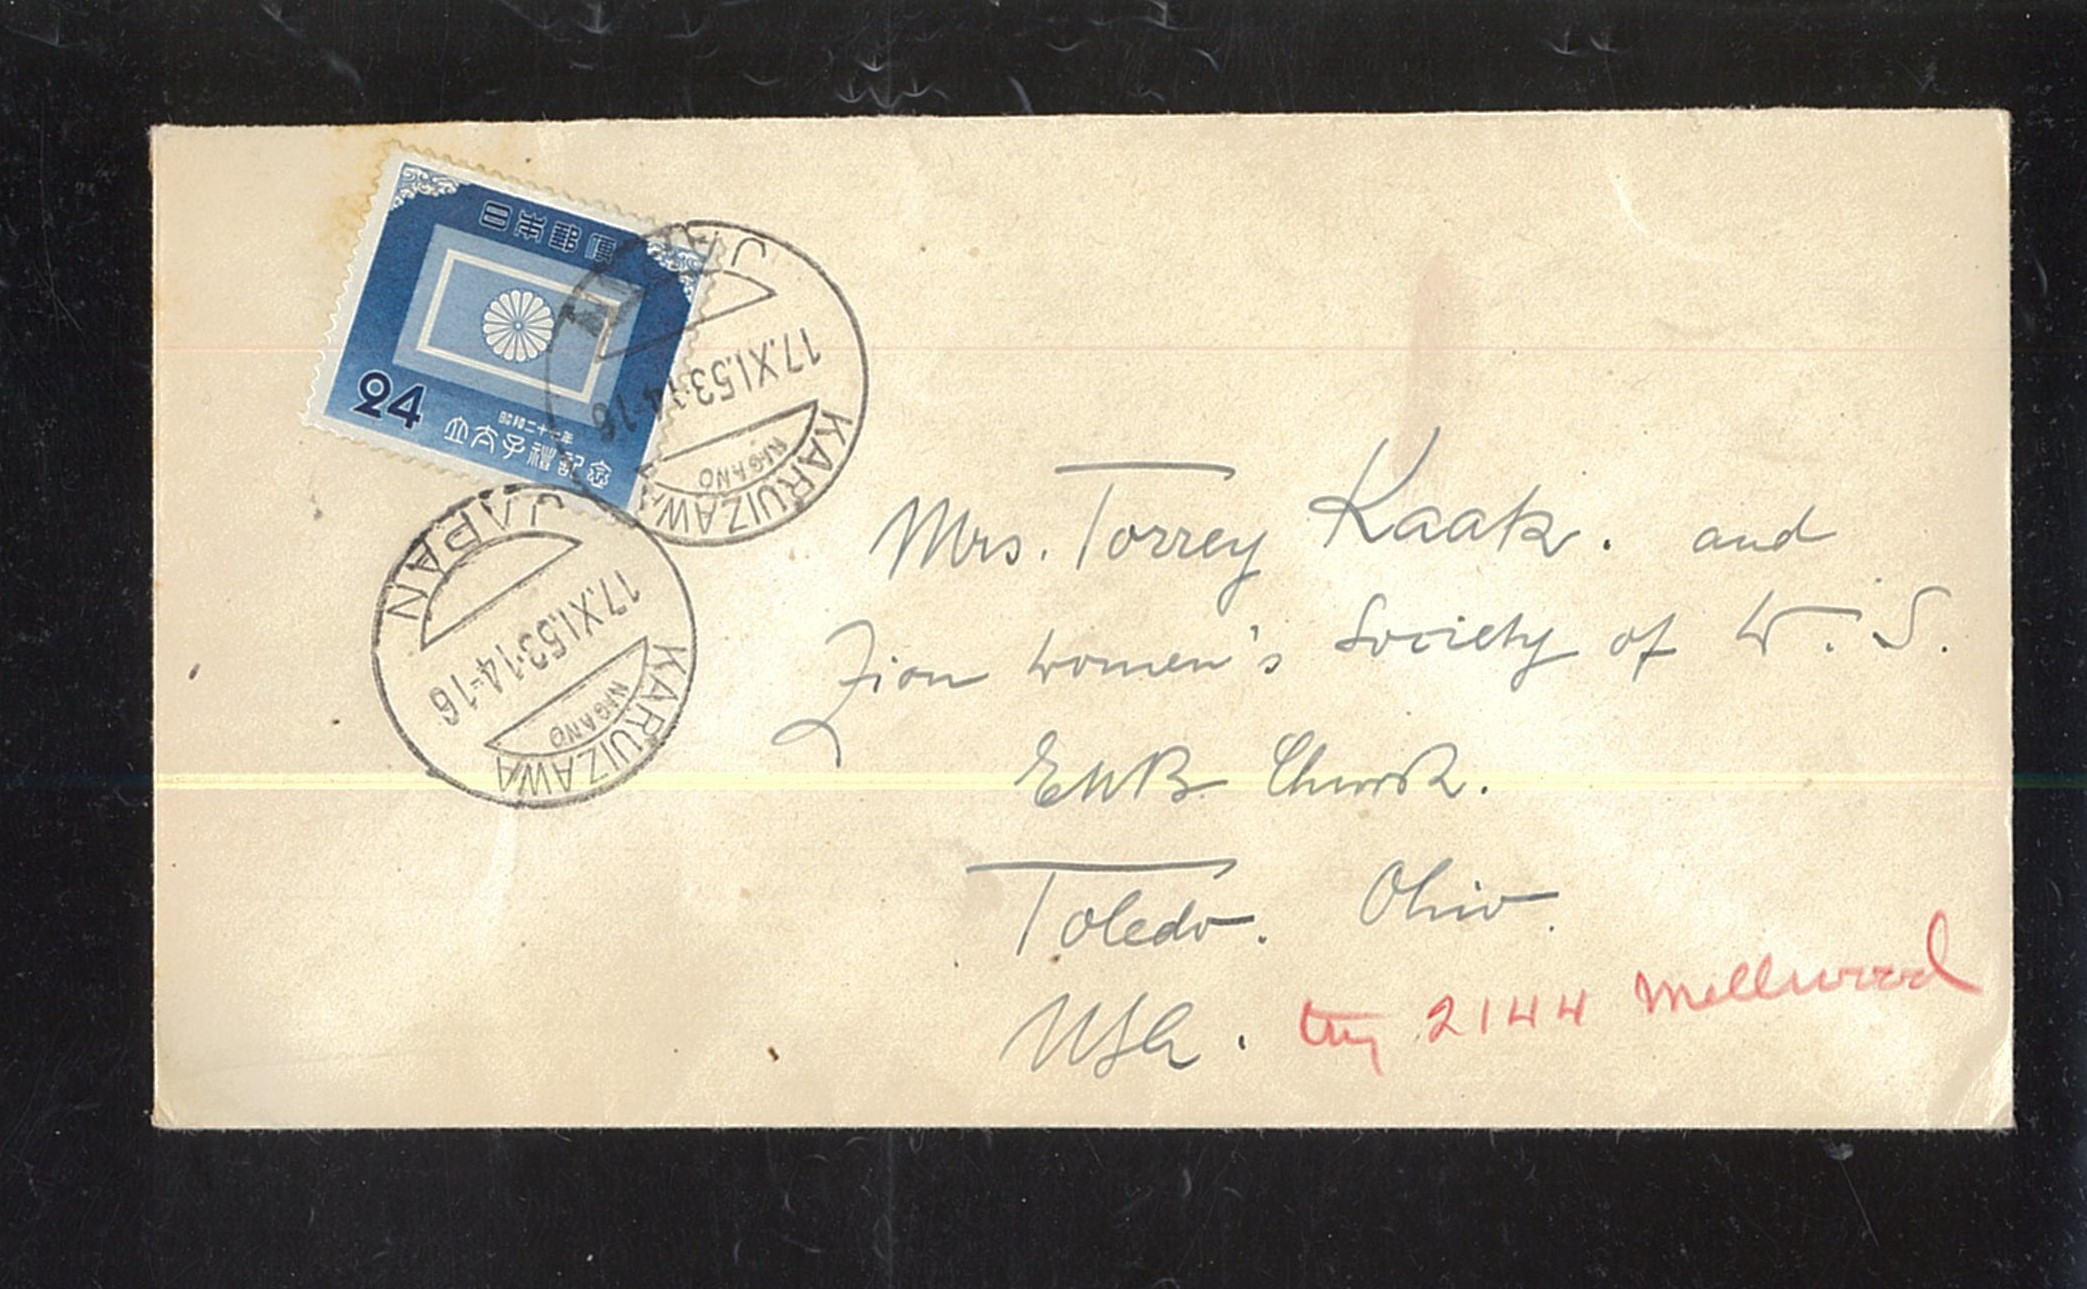 日本郵便
24
昭和二十七年
立太子礼記念
JAPAN
17.XI.53.14-16
NAGANO
KARUIZAWA
JAPAN
17.XI.53.14-16
NAGANO
KARUIZAWA
Mrs. Torrey Kaatz. and
Zion Women's Society of W. S.
EUB Church.
Toledo. Ohio.
USA. try 2144 Mellwood